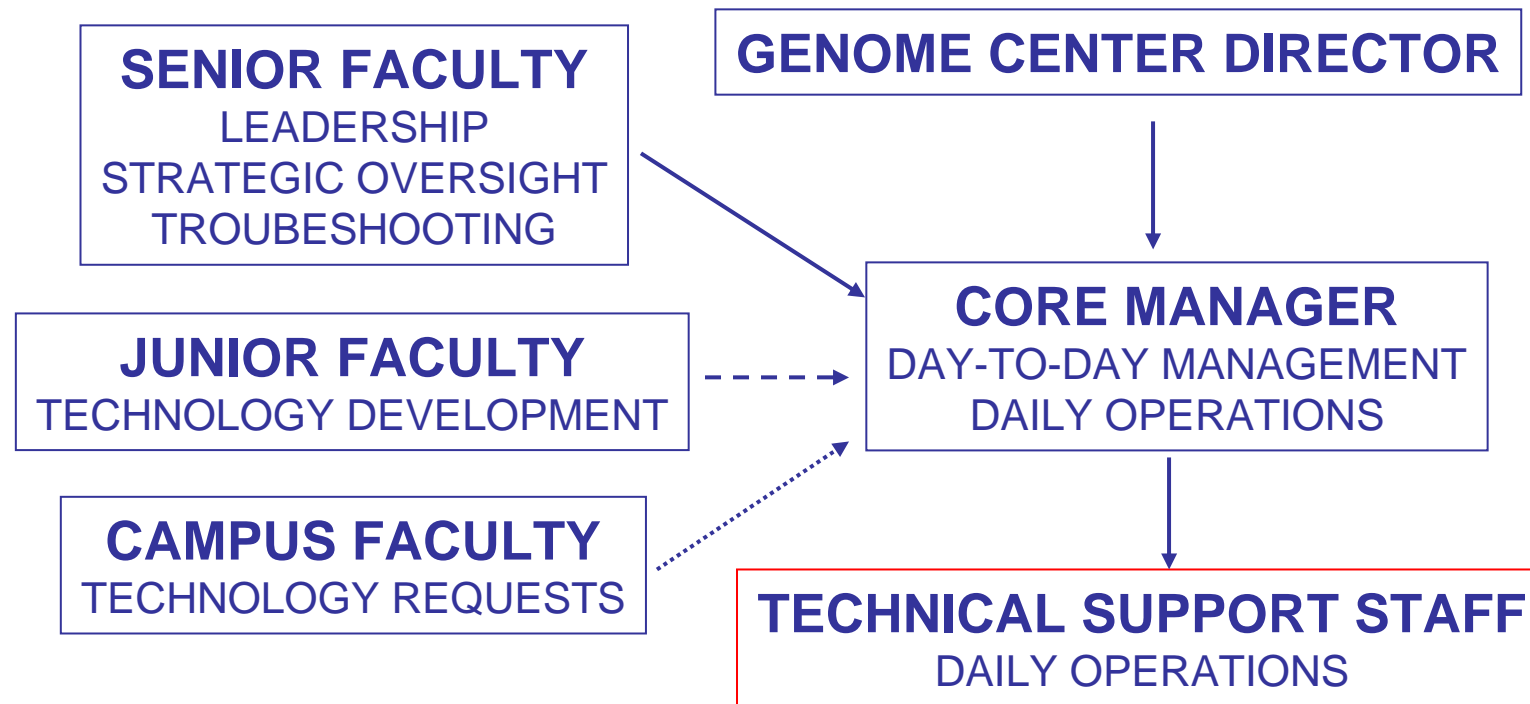 SENIOR FACULTY
LEADERSHIP
STRATEGIC OVERSIGHT
TROUBESHOOTING
GENOME CENTER DIRECTOR
JUNIOR FACULTY
TECHNOLOGY DEVELOPMENT
CORE MANAGER
DAY-TO-DAY MANAGEMENT
DAILY OPERATIONS
CAMPUS FACULTY
TECHNOLOGY REQUESTS
TECHNICAL SUPPORT STAFF
DAILY OPERATIONS